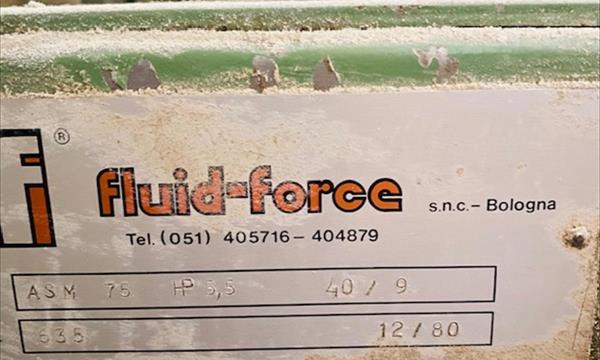 ®
fluid-force s.n.c. - Bologna
Tel. (051) 405716 - 404879
ASM 75 HP 5,5 40 / 9
635 12 / 80